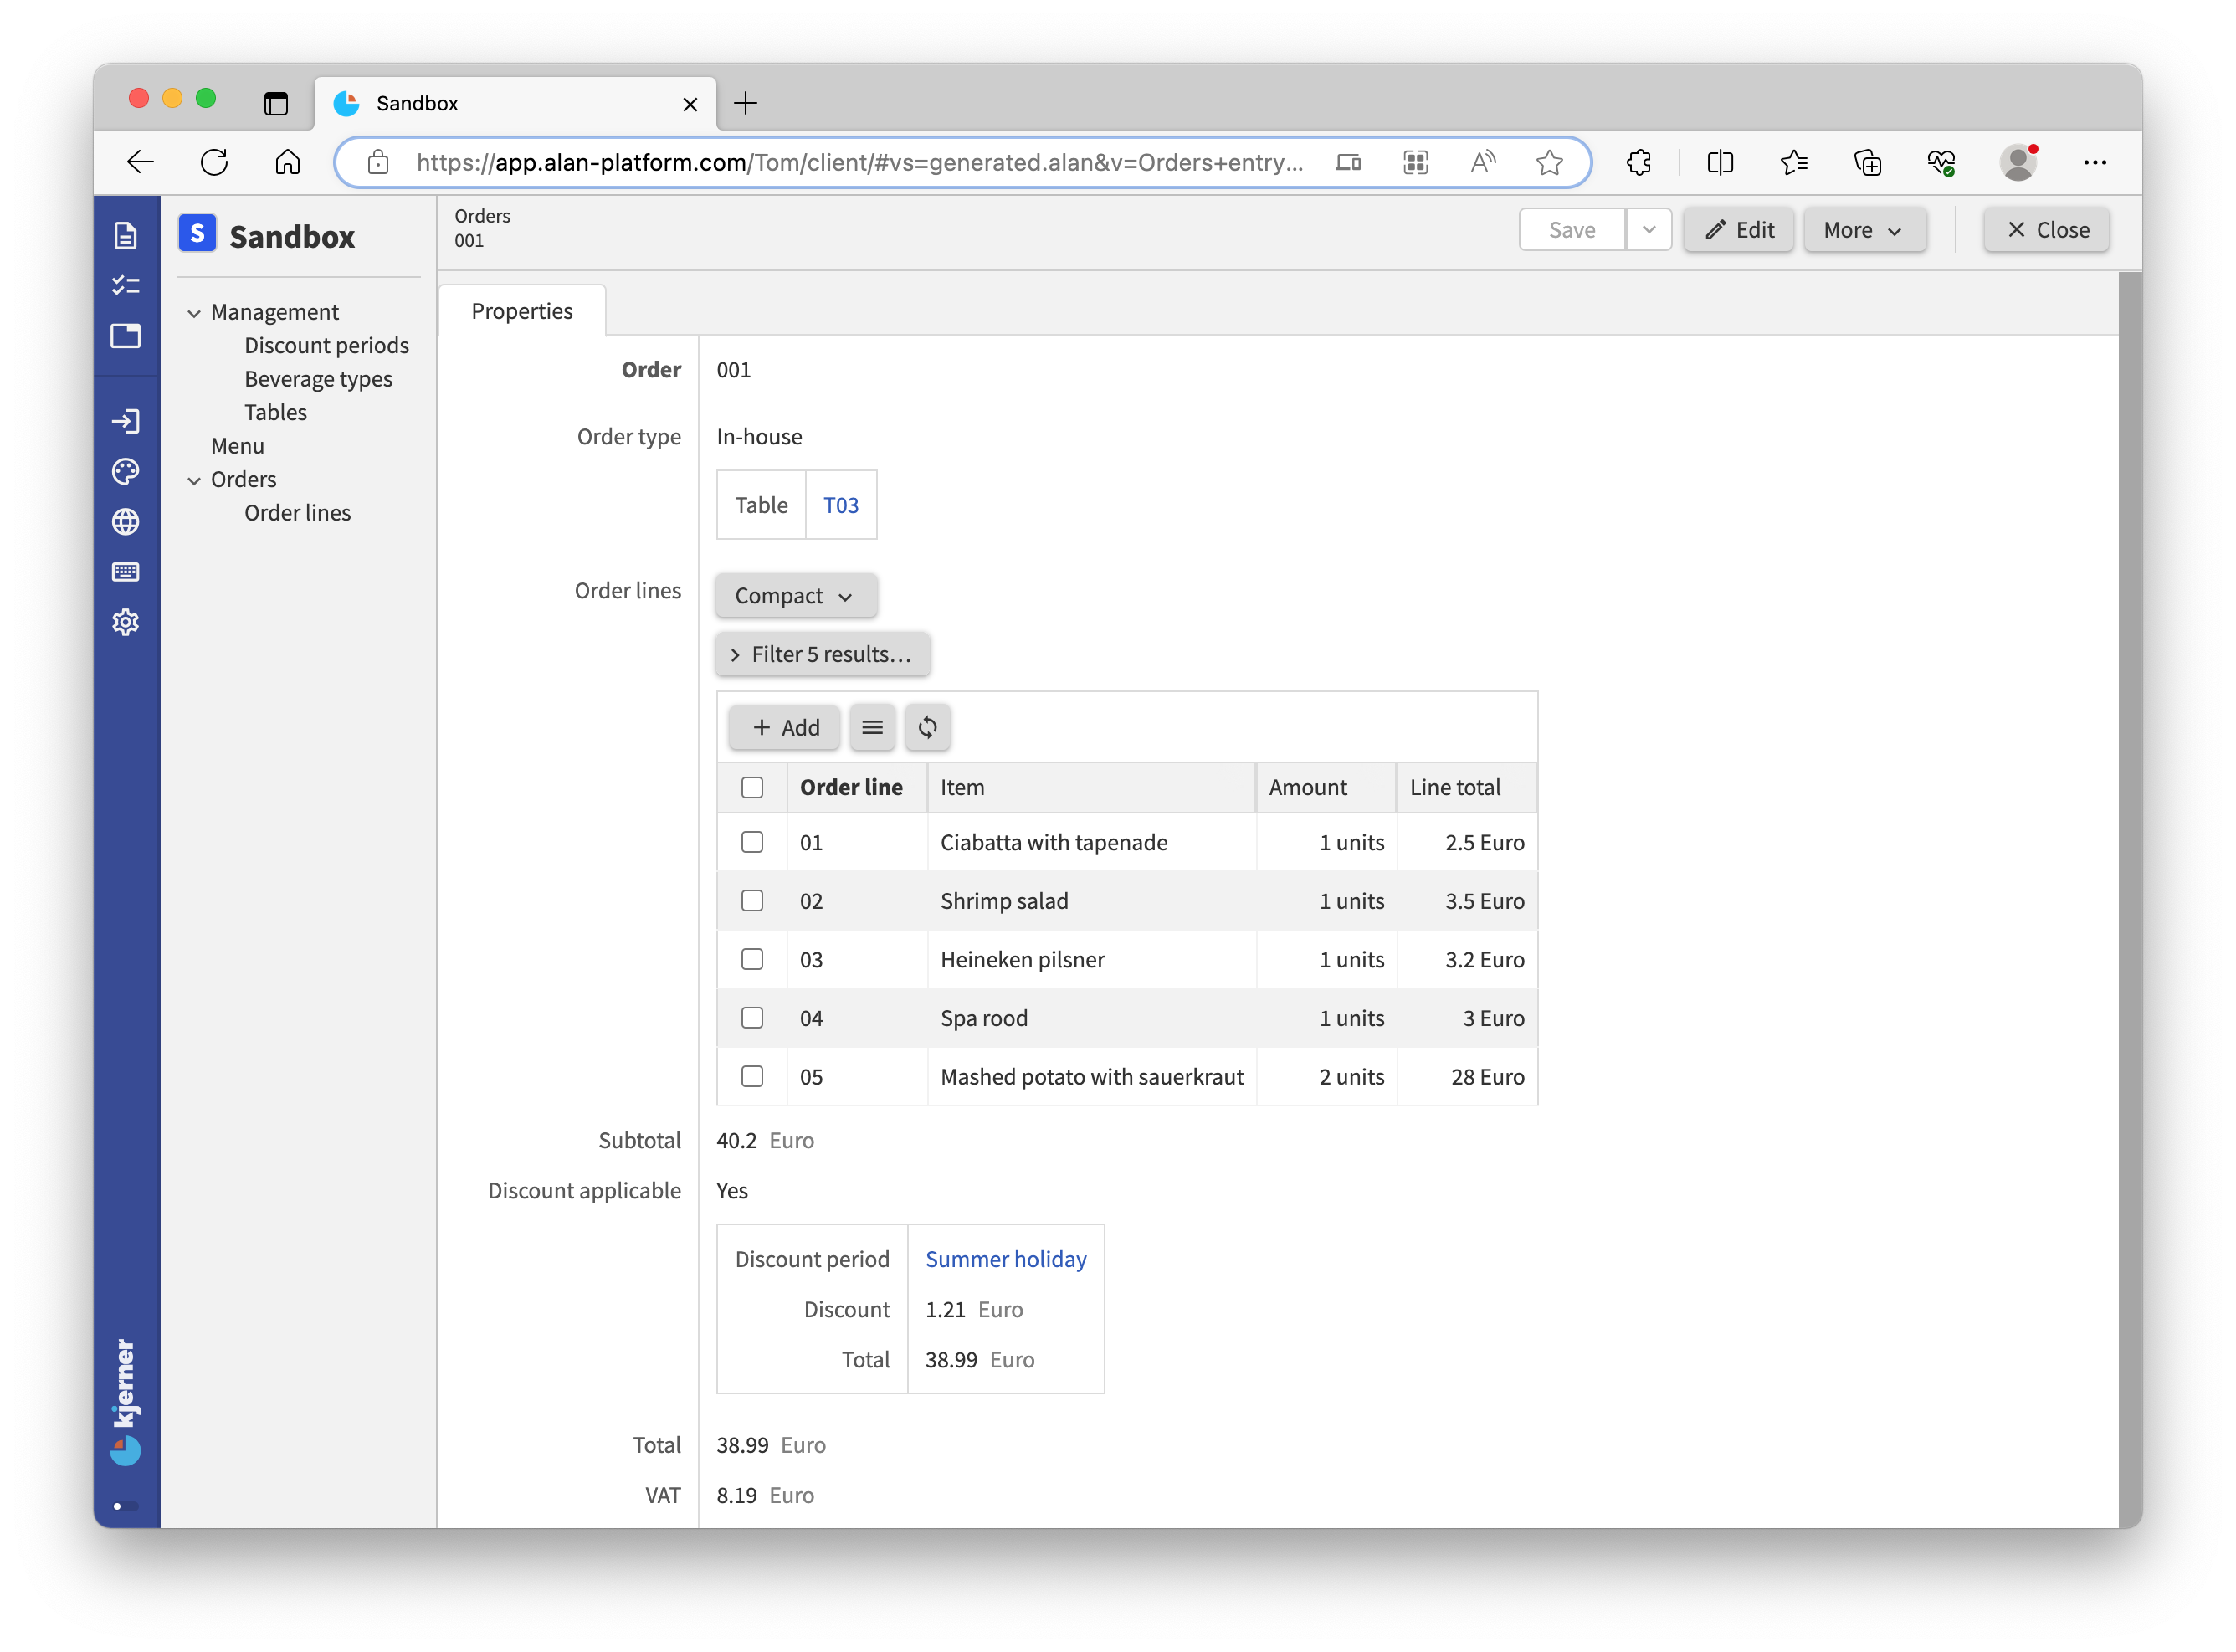 Sandbox
https://app.alan-platform.com/Tom/client/#vs=generated.alan&v=Orders+entry...
S Sandbox
Management
Discount periods
Beverage types
Tables
Menu
Orders
Order lines
kjerner
Orders
001
Save
Edit
More
Close
Properties
Order 001
Order type In-house
Table T03
Order lines Compact
Filter 5 results...
+ Add
Order line Item Amount Line total
01 Ciabatta with tapenade 1 units 2.5 Euro
02 Shrimp salad 1 units 3.5 Euro
03 Heineken pilsner 1 units 3.2 Euro
04 Spa rood 1 units 3 Euro
05 Mashed potato with sauerkraut 2 units 28 Euro
Subtotal 40.2 Euro
Discount applicable Yes
Discount period Summer holiday
Discount 1.21 Euro
Total 38.99 Euro
Total 38.99 Euro
VAT 8.19 Euro